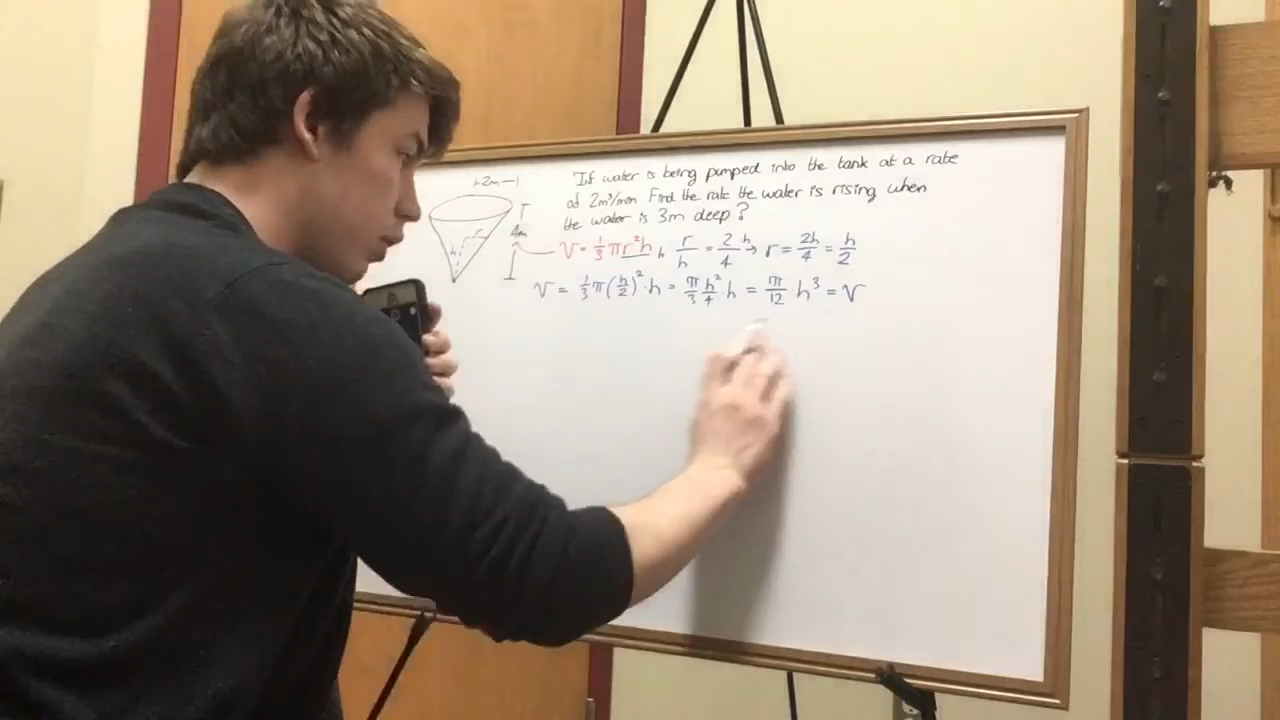 ⊢2m⊣
If water is being pumped into the tank at a rate
of 2m³/min Find the rate the water is rising when
the water is 3m deep?
4m
r
h
V = 1/3 πr²h, r/h = 2/4 h → r = 2h/4 = h/2
V = 1/3 π(h/2)² · h = π/3 h²/4 · h = π/12 · h³ = V